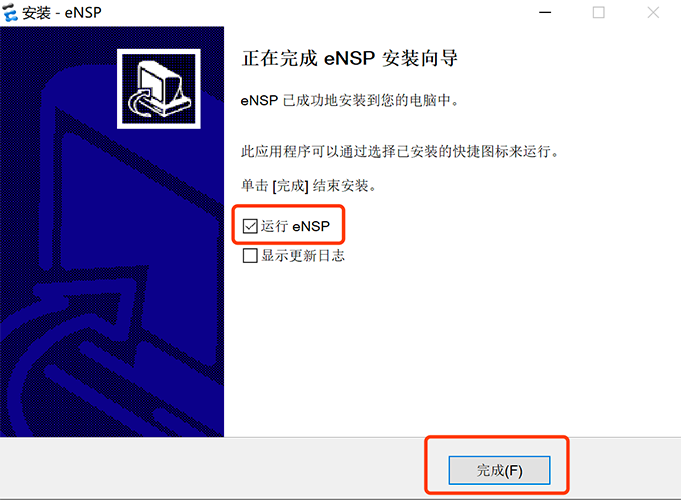 安装 - eNSP
正在完成 eNSP 安装向导
eNSP 已成功地安装到您的电脑中。
此应用程序可以通过选择已安装的快捷图标来运行。
单击 [完成] 结束安装。
运行 eNSP
显示更新日志
完成(F)